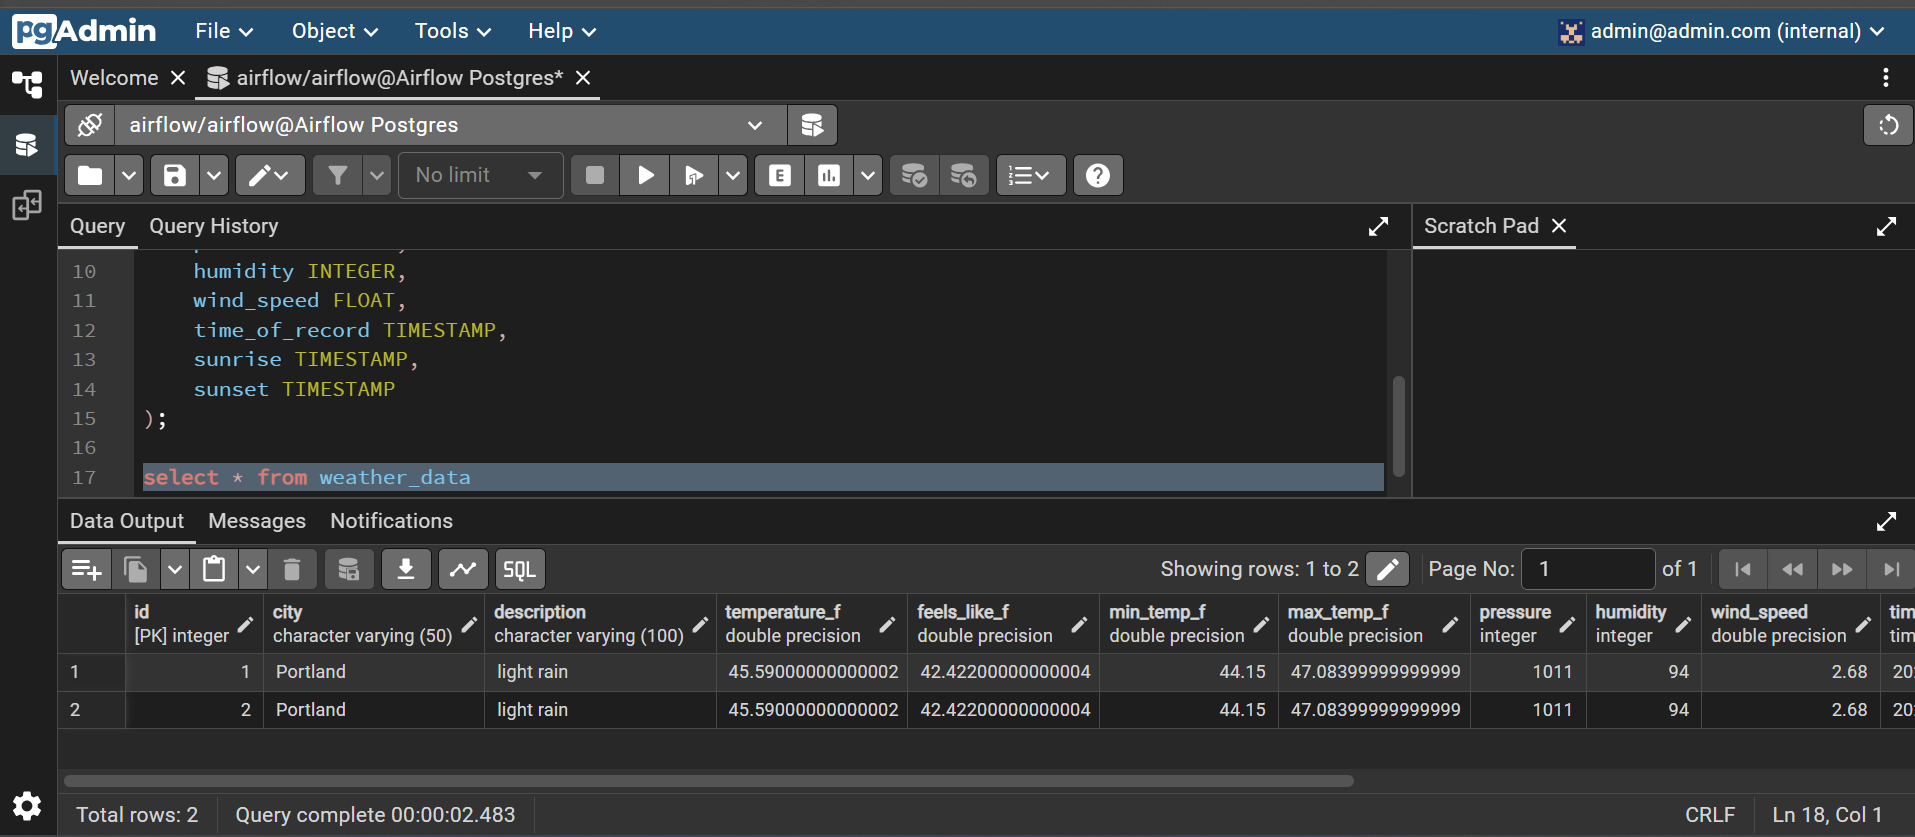 pgAdmin File Object Tools Help admin@admin.com (internal)
Welcome airflow/airflow@Airflow Postgres*
airflow/airflow@Airflow Postgres
No limit E 1 1 2 3 ?
Query Query History Scratch Pad
10 humidity INTEGER,
11 wind_speed FLOAT,
12 time_of_record TIMESTAMP,
13 sunrise TIMESTAMP,
14 sunset TIMESTAMP
15 );
16
17 select * from weather_data
Data Output Messages Notifications
SQL Showing rows: 1 to 2 Page No: 1 of 1
id city description temperature_f feels_like_f min_temp_f max_temp_f pressure humidity wind_speed tim
[PK] integer character varying (50) character varying (100) double precision double precision double precision double precision integer integer double precision tim
1 1 Portland light rain 45.59000000000002 42.42200000000004 44.15 47.08399999999999 1011 94 2.68 20
2 2 Portland light rain 45.59000000000002 42.42200000000004 44.15 47.08399999999999 1011 94 2.68 20
Total rows: 2 Query complete 00:00:02.483 CRLF Ln 18, Col 1